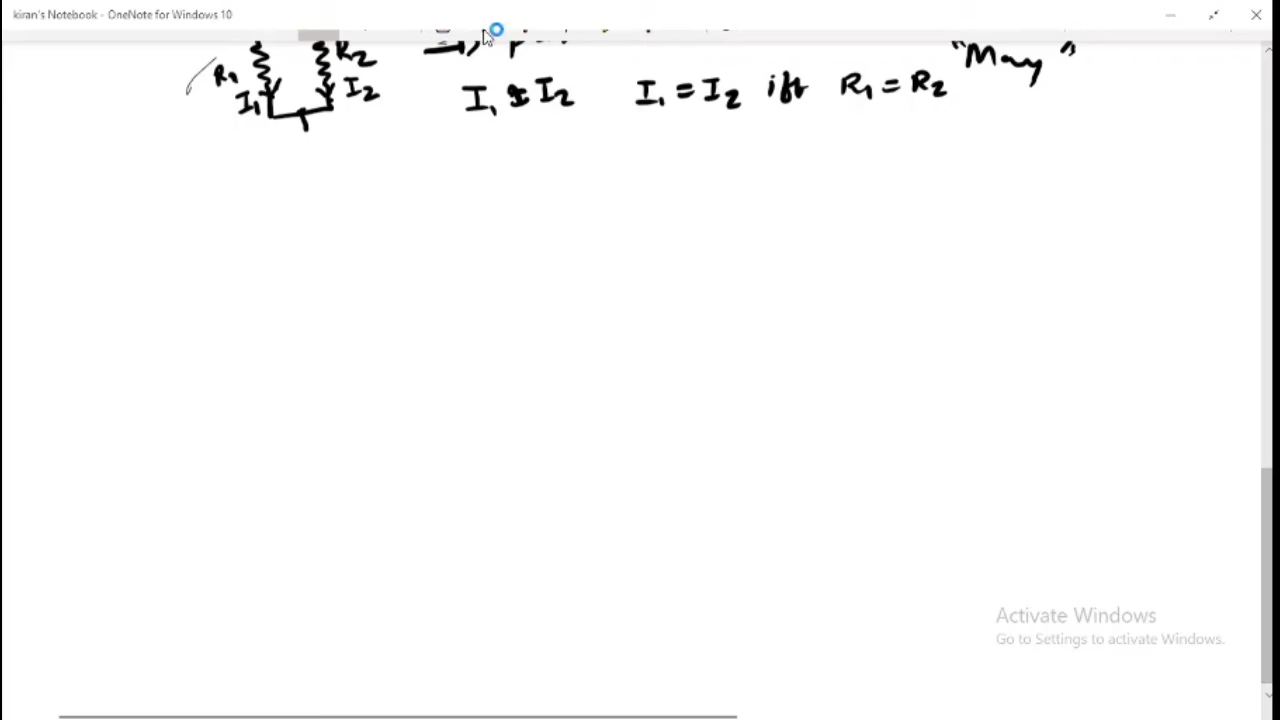 kiran's Notebook - OneNote for Windows 10
R1 R2
I1 I2
"May"
I1 ± I2 I1 = I2 iff R1 = R2
Activate Windows
Go to Settings to activate Windows.